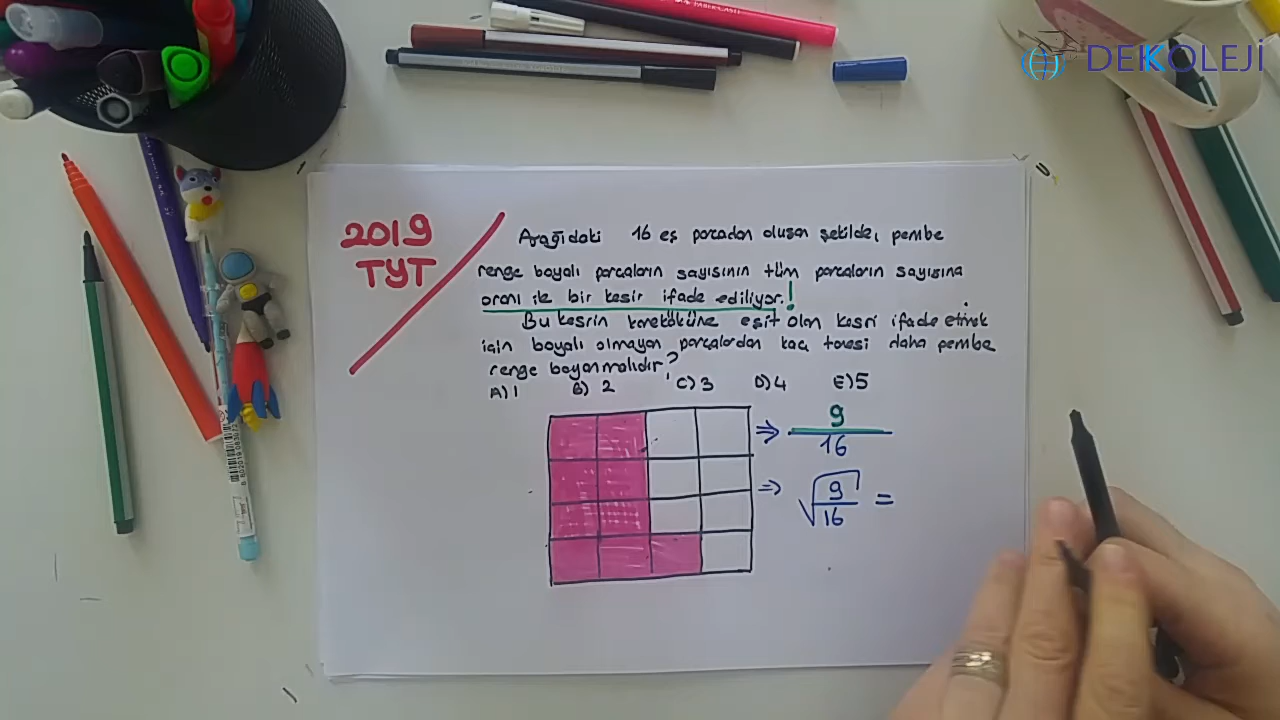 DEKOLEJİ
2019
TYT
Aşağıdaki 16 eş parçadan oluşan şekilde, pembe
renge boyalı parçaların sayısının tüm parçaların sayısına
oranı ile bir kesir ifade ediliyor.!
Bu kesrin kareköküne eşit olan kesri ifade etmek
için boyalı olmayan parçalardan kaç tanesi daha pembe
renge boyanmalıdır?
A) 1 B) 2 C) 3 D) 4 E) 5
⇒ 9/16
⇒ √9/16 =